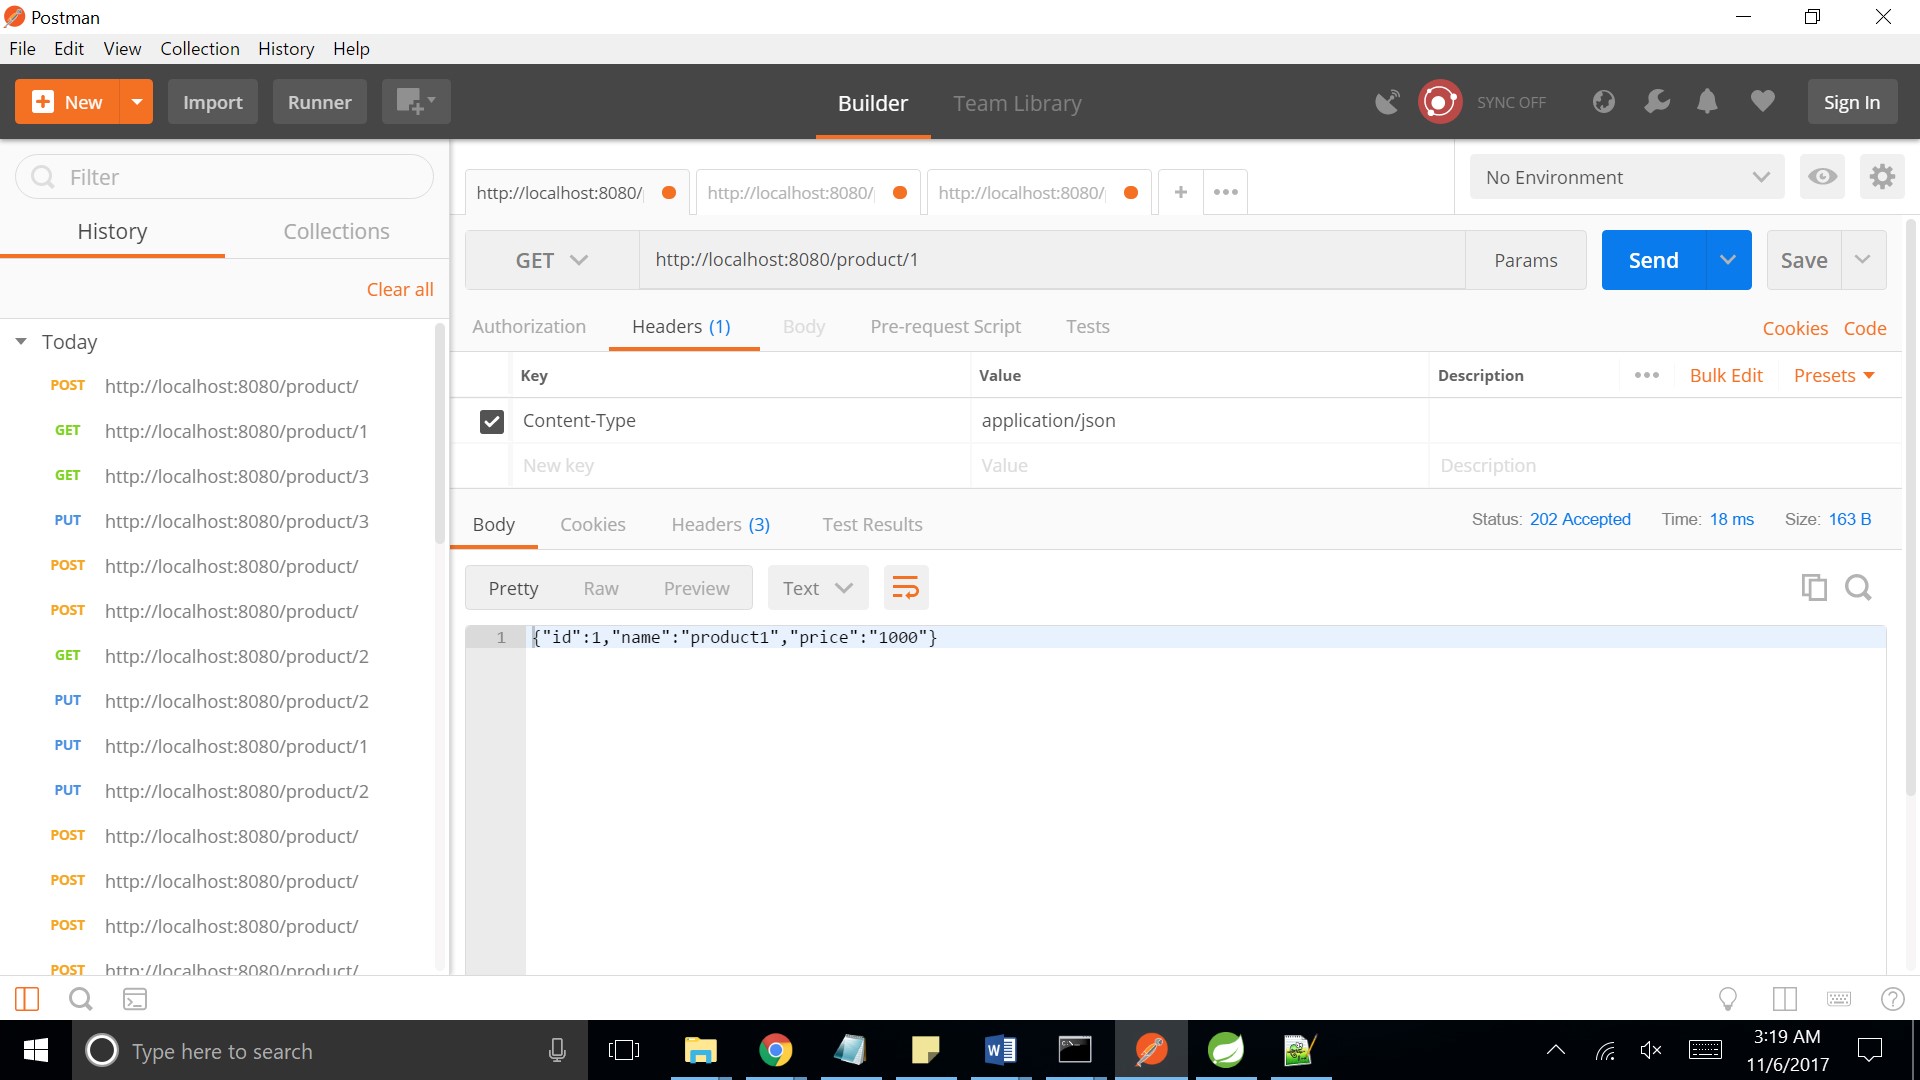 Postman
File Edit View Collection History Help
New Import Runner Builder Team Library SYNC OFF Sign In
Filter
History Collections
Clear all
Today
POST http://localhost:8080/product/
GET http://localhost:8080/product/1
GET http://localhost:8080/product/3
PUT http://localhost:8080/product/3
POST http://localhost:8080/product/
POST http://localhost:8080/product/
GET http://localhost:8080/product/2
PUT http://localhost:8080/product/2
PUT http://localhost:8080/product/1
PUT http://localhost:8080/product/2
POST http://localhost:8080/product/
POST http://localhost:8080/product/
POST http://localhost:8080/product/
POST http://localhost:8080/product/
http://localhost:8080/ http://localhost:8080/ http://localhost:8080/ + •••
No Environment
GET http://localhost:8080/product/1 Params Send Save
Authorization Headers (1) Body Pre-request Script Tests Cookies Code
Key Value Description ••• Bulk Edit Presets
Content-Type application/json
New key Value Description
Body Cookies Headers (3) Test Results Status: 202 Accepted Time: 18 ms Size: 163 B
Pretty Raw Preview Text
1 {"id":1,"name":"product1","price":"1000"}
Type here to search
3:19 AM
11/6/2017